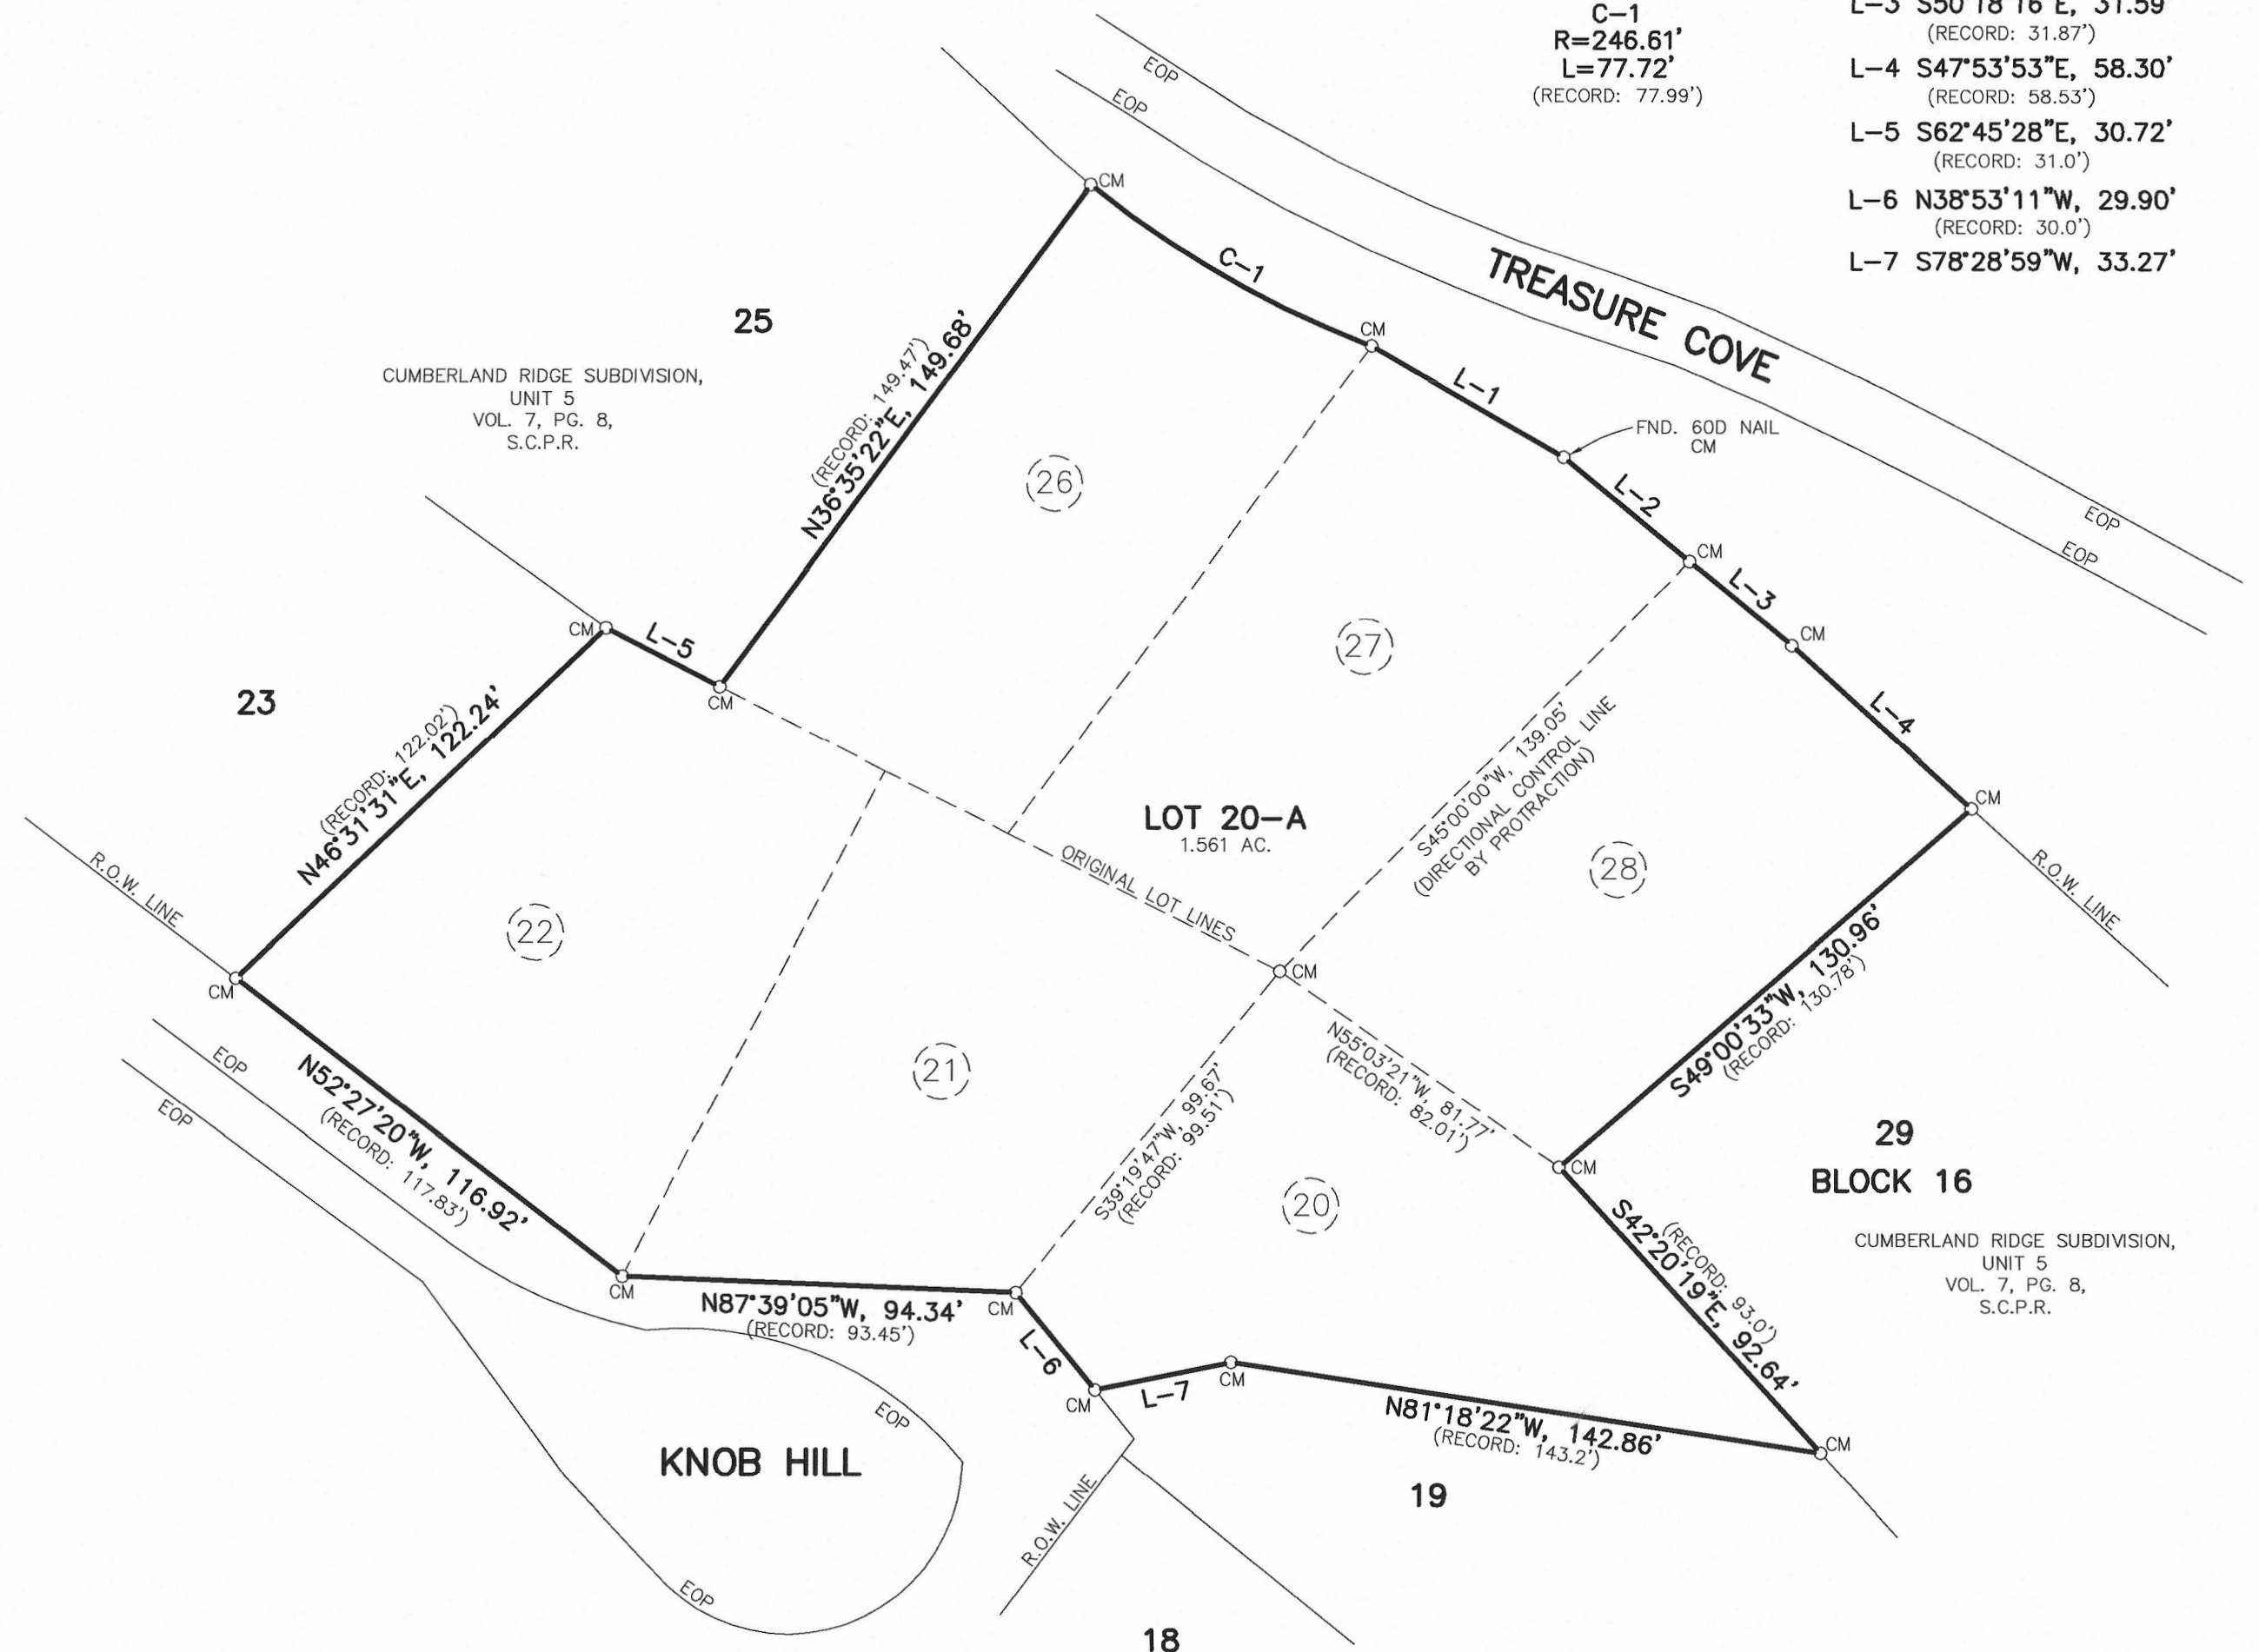 C-1
R=246.61'
L=77.72'
(RECORD: 77.99')
L-3 S50°18'16"E, 31.59'
(RECORD: 31.87')
L-4 S47°53'53"E, 58.30'
(RECORD: 58.53')
L-5 S62°45'28"E, 30.72'
(RECORD: 31.0')
L-6 N38°53'11"W, 29.90'
(RECORD: 30.0')
L-7 S78°28'59"W, 33.27'
EOP
EOP
CM
C-1
TREASURE COVE
25
CUMBERLAND RIDGE SUBDIVISION,
UNIT 5
VOL. 7, PG. 8,
S.C.P.R.
(RECORD: 149.47')
N36°35'22"E, 149.68'
CM
L-1
FND. 60D NAIL
CM
26
L-2
EOP
EOP
CM
L-3
CM
27
CM
L-5
CM
23
(RECORD: 122.02')
N46°31'31"E, 122.24'
L-4
CM
S45°00'00"W, 139.05'
(DIRECTIONAL CONTROL LINE
BY PROTRACTION)
LOT 20-A
1.561 AC.
ORIGINAL LOT LINES
28
R.O.W. LINE
R.O.W. LINE
22
CM
CM
S49°00'33"W, 130.96'
(RECORD: 130.78')
N52°27'20"W, 116.92'
(RECORD: 117.83')
EOP
EOP
21
S39°19'47"W, 99.67'
(RECORD: 99.51')
N55°03'21"W, 81.77'
(RECORD: 82.01')
CM
20
29
BLOCK 16
CUMBERLAND RIDGE SUBDIVISION,
UNIT 5
VOL. 7, PG. 8,
S.C.P.R.
(RECORD: 93.0')
S42°20'19"E, 92.64'
CM
N87°39'05"W, 94.34'
(RECORD: 93.45')
CM
L-6
CM
L-7
CM
N81°18'22"W, 142.86'
(RECORD: 143.2')
CM
EOP
KNOB HILL
19
R.O.W. LINE
EOP
18